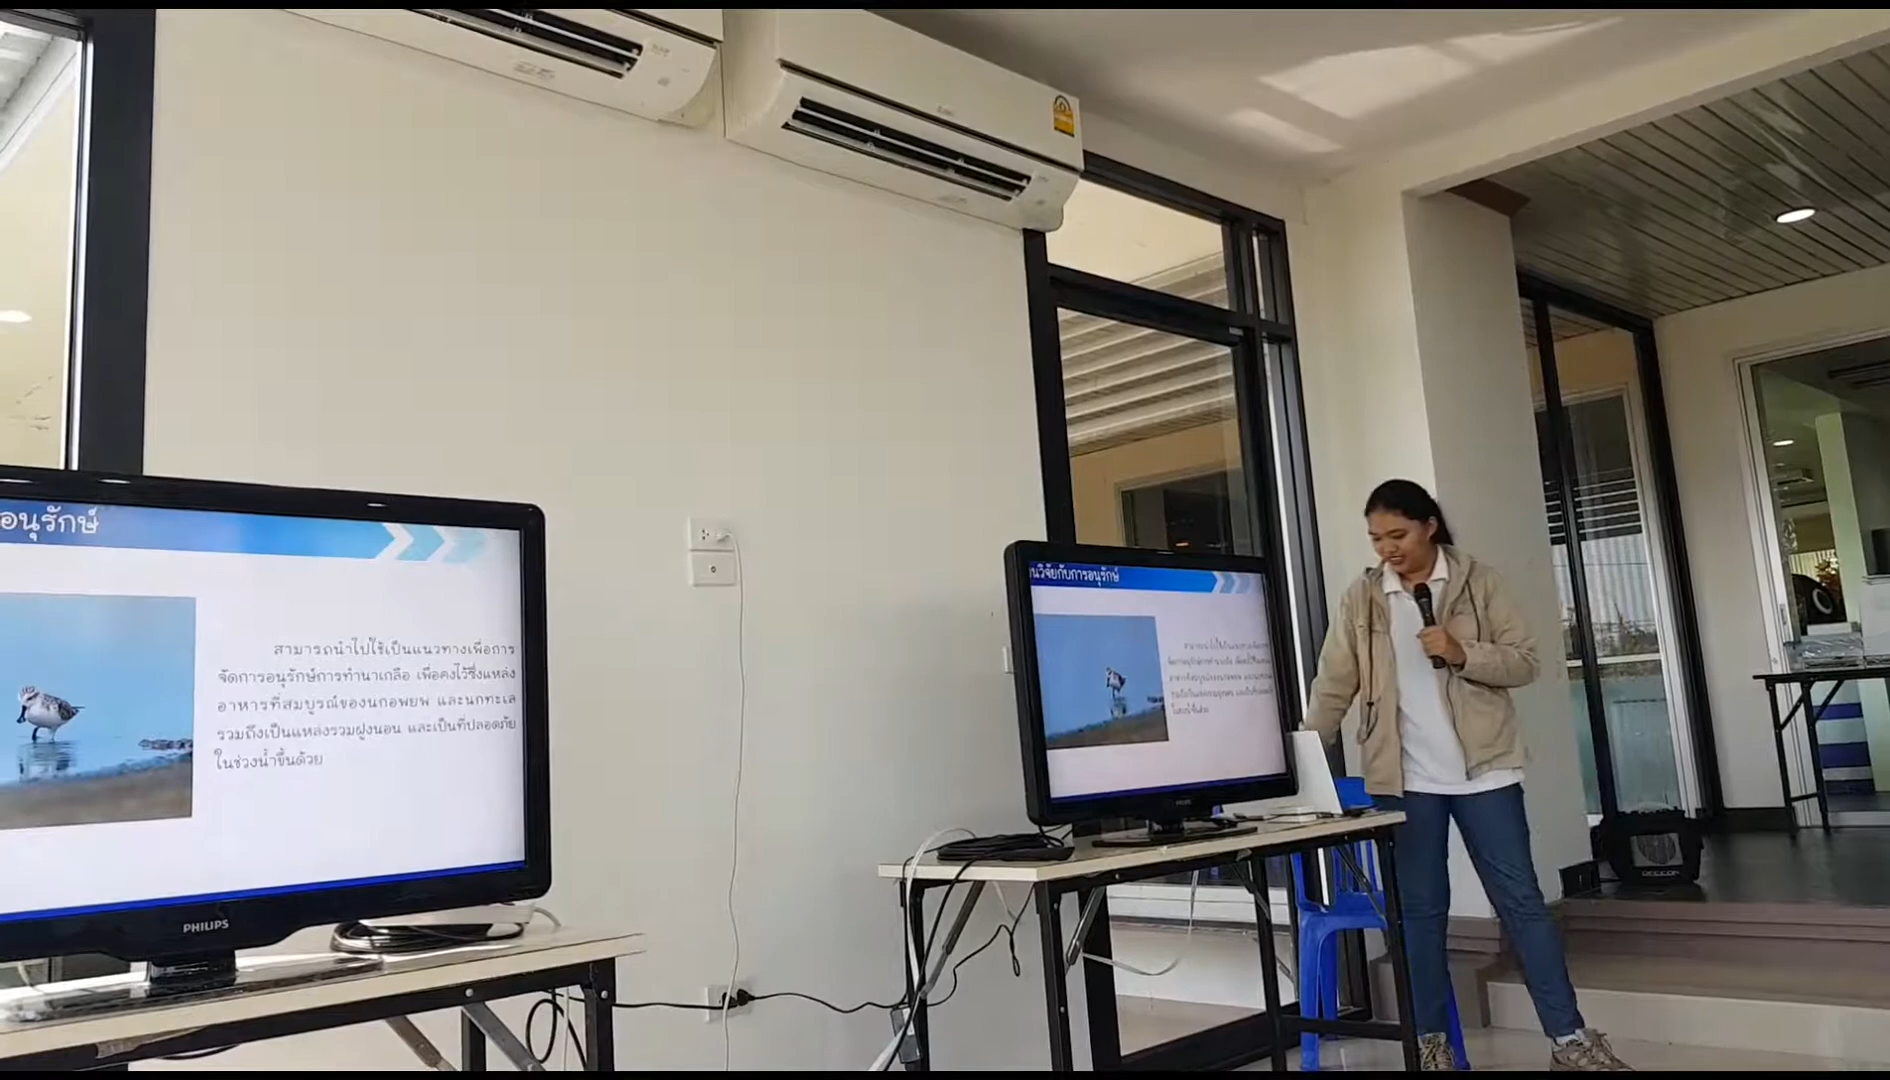 อนุรักษ์
สามารถนำไปใช้เป็นแนวทางเพื่อการ
จัดการอนุรักษ์การทำนาเกลือ เพื่อคงไว้ซึ่งแหล่ง
อาหารที่สมบูรณ์ของนกอพยพ และนกทะเล
รวมถึงเป็นแหล่งรวมฝูงนอน และเป็นที่ปลอดภัย
ในช่วงน้ำขึ้นด้วย
PHILIPS
วิจัยกับการอนุรักษ์
PHILIPS